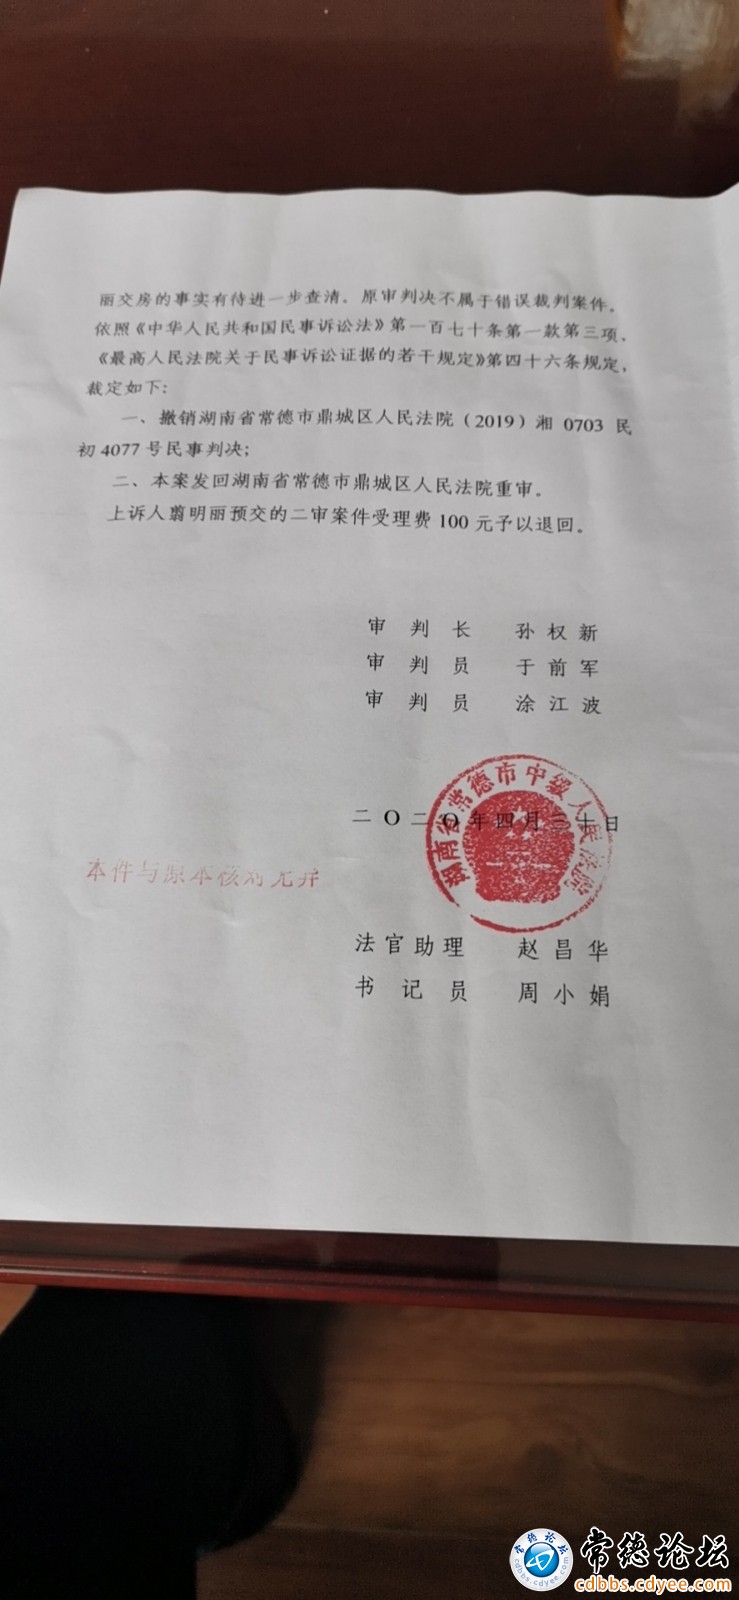 丽交房的事实有待进一步查清。原审判决不属于错误裁判案件。
依照《中华人民共和国民事诉讼法》第一百七十条第一款第三项、
《最高人民法院关于民事诉讼证据的若干规定》第四十六条规定，
裁定如下：
一、撤销湖南省常德市鼎城区人民法院（2019）湘 0703 民
初 4077 号民事判决；
二、本案发回湖南省常德市鼎城区人民法院重审。
上诉人翦明丽预交的二审案件受理费 100 元予以退回。
审 判 长 孙 权 新
审 判 员 于 前 军
审 判 员 涂 江 波
湖南省常德市中级人民法院
二〇二〇年四月三十日
本件与原本核对无异
法官助理 赵 昌 华
书 记 员 周 小 娟
常德论坛
cdbbs.cdyee.com
常德论坛
cdbbs.cdyee.com